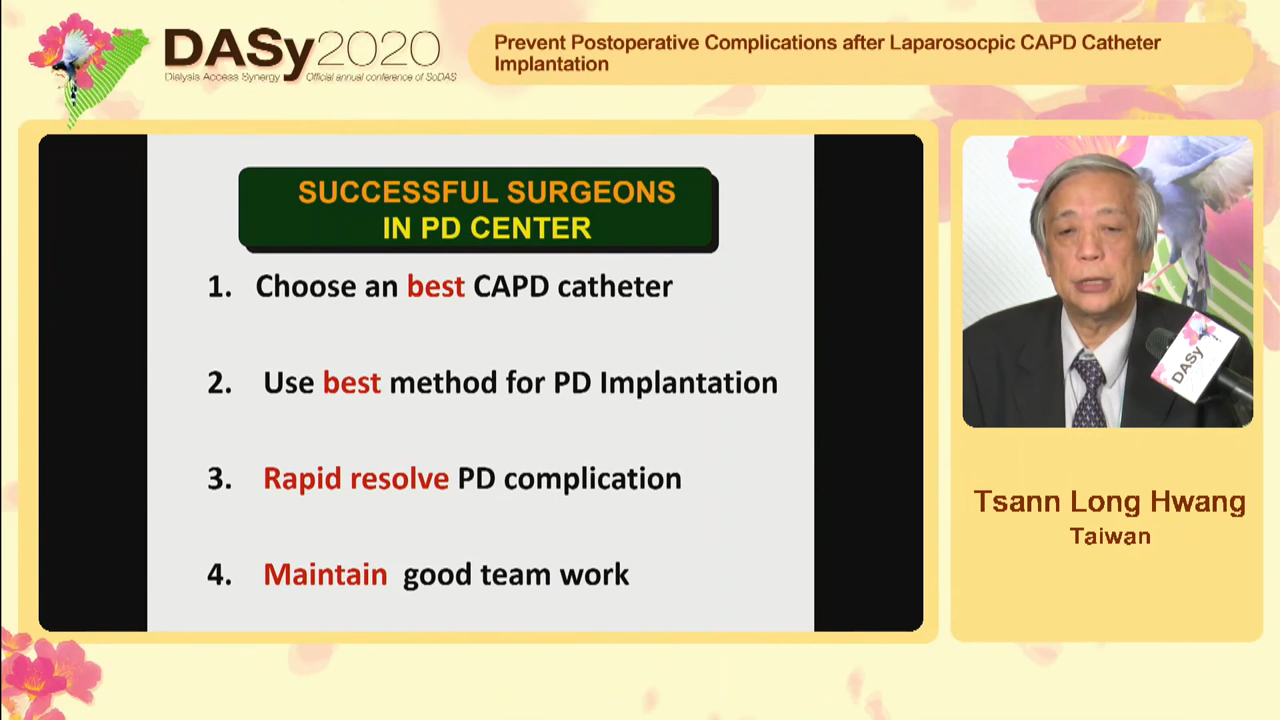 DASy2020
Dialysis Access Synergy Official annual conference of SoDAS
Prevent Postoperative Complications after Laparosocpic CAPD Catheter
Implantation
SUCCESSFUL SURGEONS
IN PD CENTER
1. Choose an best CAPD catheter
2. Use best method for PD Implantation
3. Rapid resolve PD complication
4. Maintain good team work
DASy
Tsann Long Hwang
Taiwan